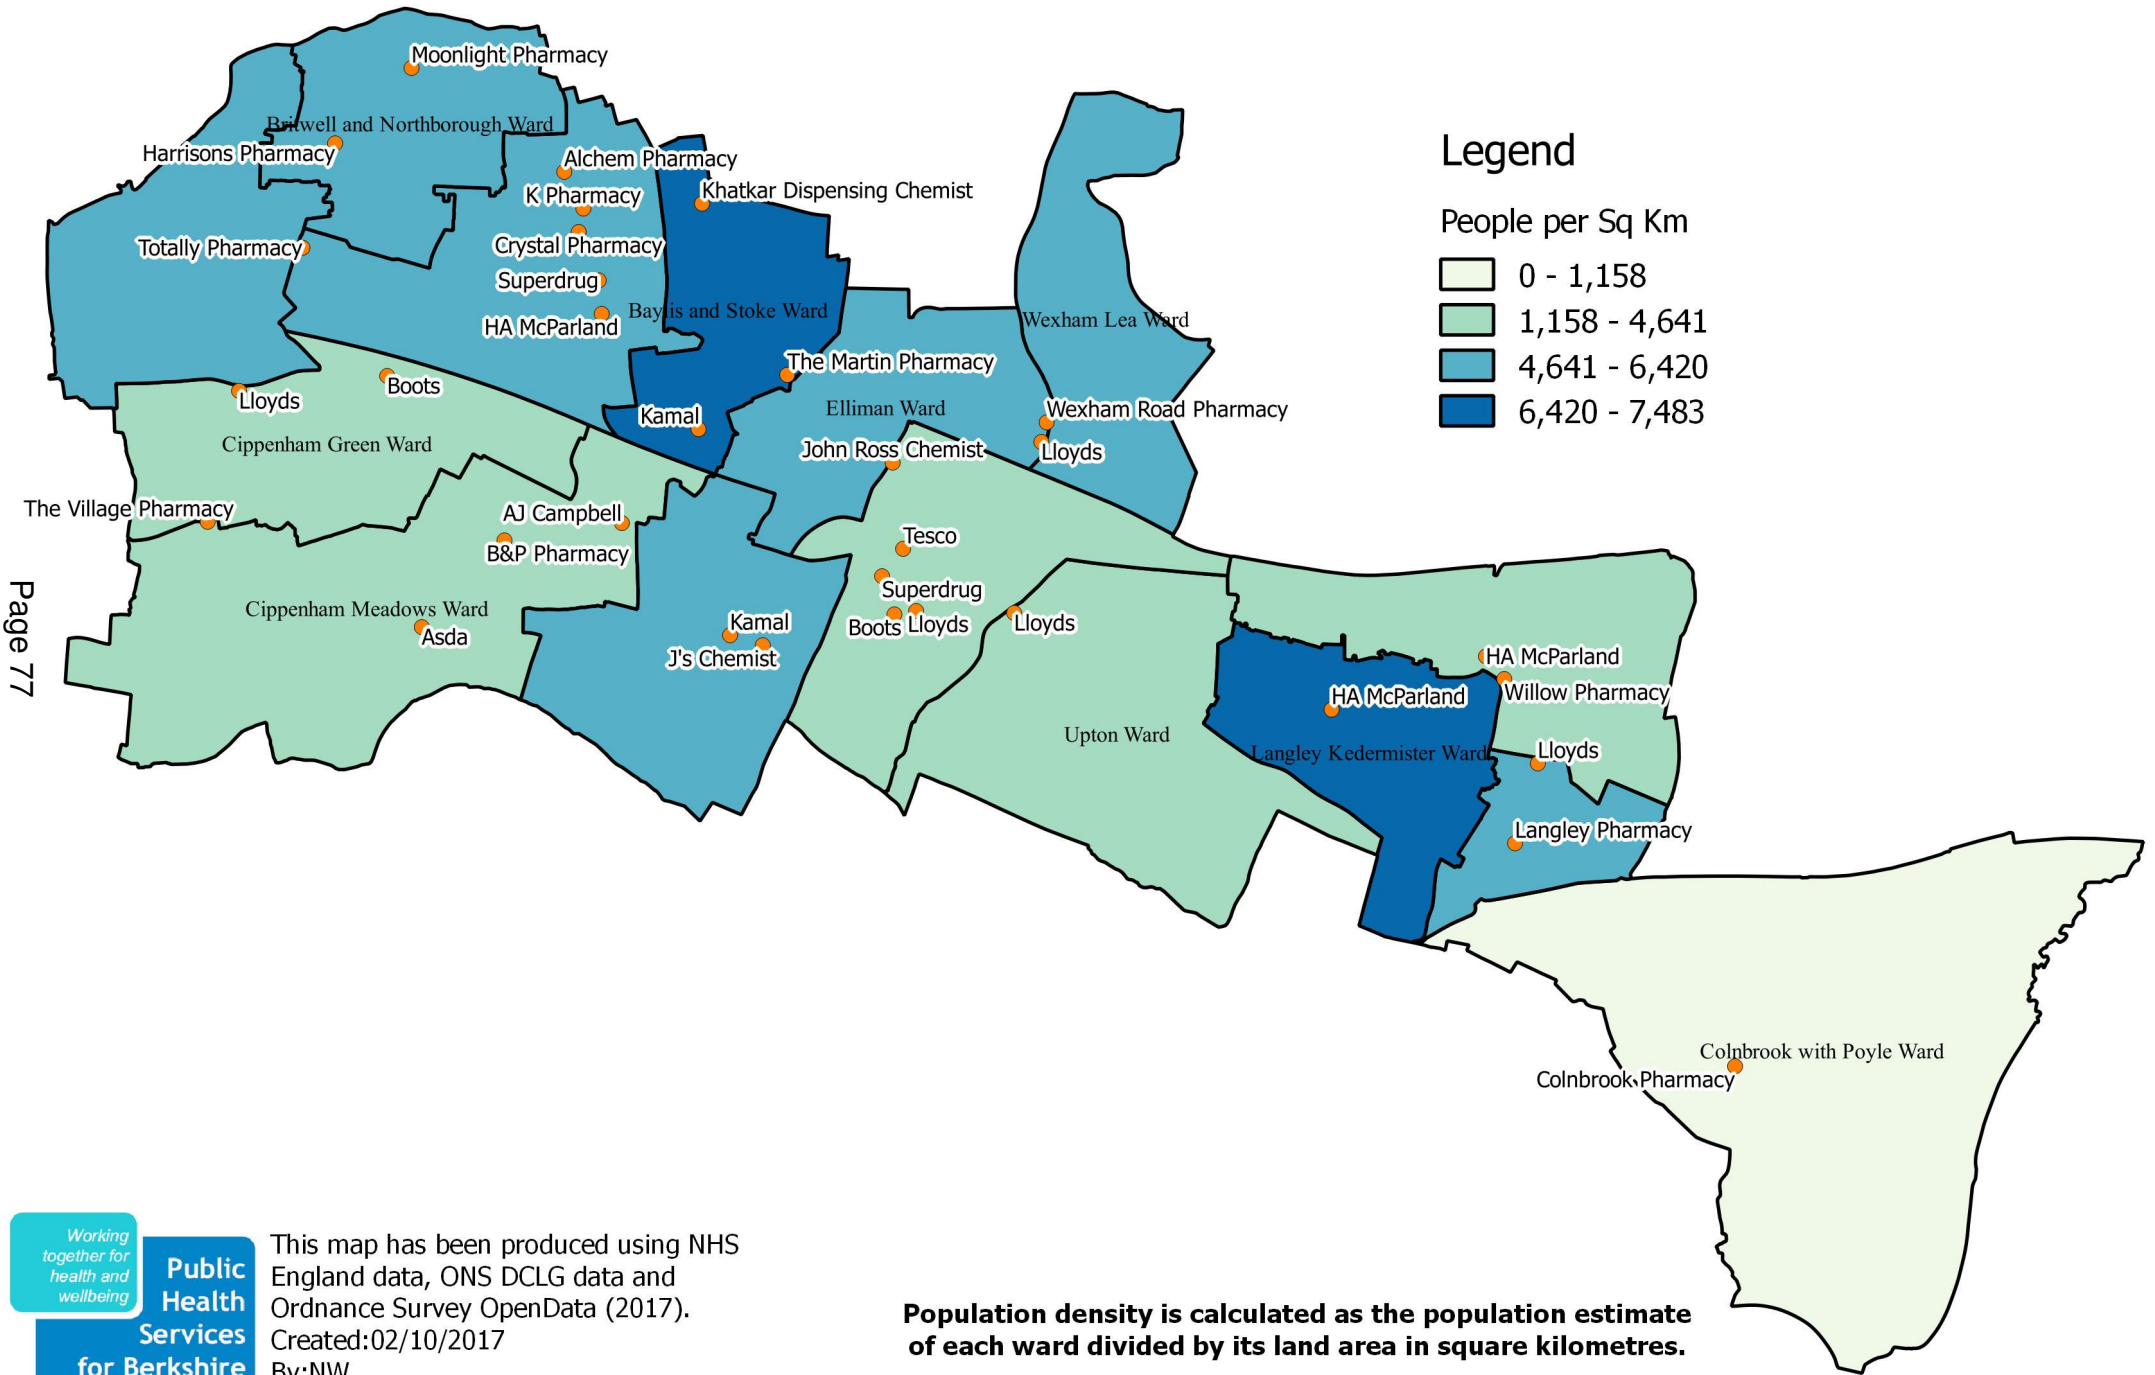 Moonlight Pharmacy
Britwell and Northborough Ward
Harrisons Pharmacy
Alchem Pharmacy
K Pharmacy
Khatkar Dispensing Chemist
Totally Pharmacy
Crystal Pharmacy
Superdrug
HA McParland
Baylis and Stoke Ward
Wexham Lea Ward
The Martin Pharmacy
Boots
Lloyds
Kamal
Elliman Ward
Wexham Road Pharmacy
Cippenham Green Ward
John Ross Chemist
Lloyds
The Village Pharmacy
AJ Campbell
B&P Pharmacy
Tesco
Superdrug
Cippenham Meadows Ward
Asda
Kamal
J's Chemist
Boots
Lloyds
Lloyds
HA McParland
Willow Pharmacy
HA McParland
Upton Ward
Langley Kedermister Ward
Lloyds
Langley Pharmacy
Colnbrook with Poyle Ward
Colnbrook Pharmacy
Legend
People per Sq Km
0 - 1,158
1,158 - 4,641
4,641 - 6,420
6,420 - 7,483
Page 77
Working
together for
health and
wellbeing
Public
Health
Services
for Berkshire
This map has been produced using NHS
England data, ONS DCLG data and
Ordnance Survey OpenData (2017).
Created:02/10/2017
By:NW
Population density is calculated as the population estimate
of each ward divided by its land area in square kilometres.